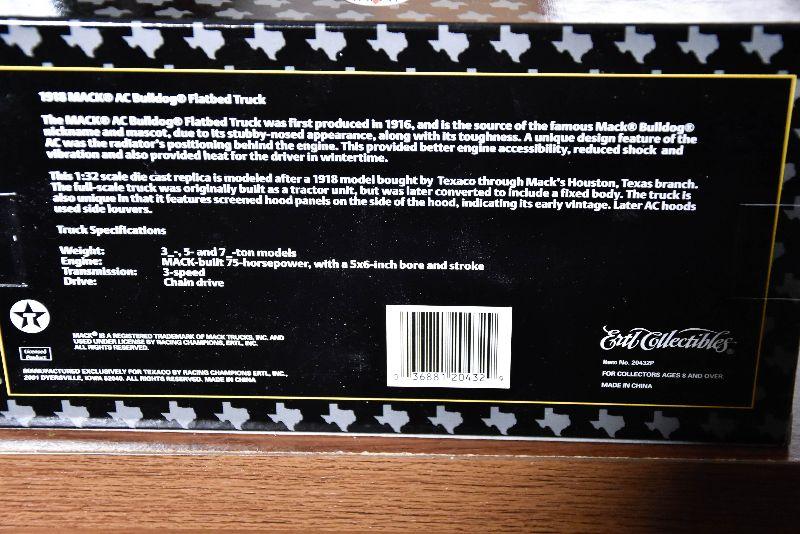 1918 MACK® AC Bulldog® Flatbed Truck
The MACK® AC Bulldog® Flatbed Truck was first produced in 1916, and is the source of the famous Mack® Bulldog®
nickname and mascot, due to its stubby-nosed appearance, along with its toughness. A unique design feature of the
AC was the radiator's positioning behind the engine. This provided better engine accessibility, reduced shock and
vibration and also provided heat for the driver in wintertime.
This 1:32 scale die cast replica is modeled after a 1918 model bought by Texaco through Mack's Houston, Texas branch.
The full-scale truck was originally built as a tractor unit, but was later converted to include a fixed body. The truck is
also unique in that it features screened hood panels on the side of the hood, indicating its early vintage. Later AC hoods
used side louvers.
Truck Specifications
Weight: 3_-, 5- and 7_-ton models
Engine: MACK-built 75-horsepower, with a 5x6-inch bore and stroke
Transmission: 3-speed
Drive: Chain drive
T
Licensed
Product
MACK® IS A REGISTERED TRADEMARK OF MACK TRUCKS, INC. AND
USED UNDER LICENSE BY RACING CHAMPIONS, ERTL, INC.
ALL RIGHTS RESERVED.
MANUFACTURED EXCLUSIVELY FOR TEXACO BY RACING CHAMPIONS ERTL, INC.,
2001 DYERSVILLE, IOWA 52040. ALL RIGHTS RESERVED. MADE IN CHINA
0 36881 20432 9
Ertl Collectibles
Item No. 20432P
FOR COLLECTORS AGES 8 AND OVER
MADE IN CHINA